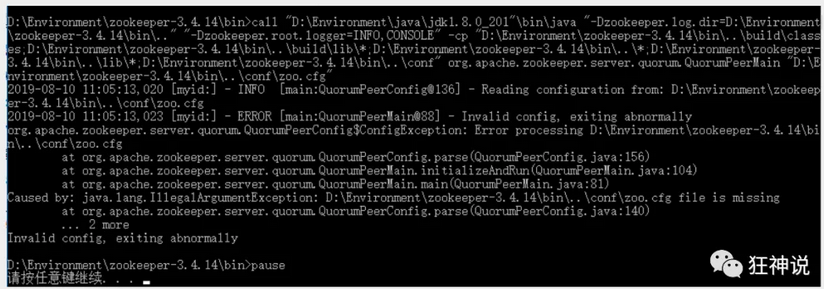 D:\Environment\zookeeper-3.4.14\bin>call "D:\Environment\java\jdk1.8.0_201"\bin\java "-Dzookeeper.log.dir=D:\Environment
\zookeeper-3.4.14\bin\.." "-Dzookeeper.root.logger=INFO,CONSOLE" -cp "D:\Environment\zookeeper-3.4.14\bin\..\build\class
es;D:\Environment\zookeeper-3.4.14\bin\..\build\lib\*;D:\Environment\zookeeper-3.4.14\bin\..\*;D:\Environment\zookeeper-
3.4.14\bin\..\lib\*;D:\Environment\zookeeper-3.4.14\bin\..\conf" org.apache.zookeeper.server.quorum.QuorumPeerMain "D:\E
nvironment\zookeeper-3.4.14\bin\..\conf\zoo.cfg"
2019-08-10 11:05:13,020 [myid:] - INFO  [main:QuorumPeerConfig@136] - Reading configuration from: D:\Environment\zookeep
er-3.4.14\bin\..\conf\zoo.cfg
2019-08-10 11:05:13,023 [myid:] - ERROR [main:QuorumPeerMain@88] - Invalid config, exiting abnormally
org.apache.zookeeper.server.quorum.QuorumPeerConfig$ConfigException: Error processing D:\Environment\zookeeper-3.4.14\bi
n\..\conf\zoo.cfg
at org.apache.zookeeper.server.quorum.QuorumPeerConfig.parse(QuorumPeerConfig.java:156)
at org.apache.zookeeper.server.quorum.QuorumPeerMain.initializeAndRun(QuorumPeerMain.java:104)
at org.apache.zookeeper.server.quorum.QuorumPeerMain.main(QuorumPeerMain.java:81)
Caused by: java.lang.IllegalArgumentException: D:\Environment\zookeeper-3.4.14\bin\..\conf\zoo.cfg file is missing
at org.apache.zookeeper.server.quorum.QuorumPeerConfig.parse(QuorumPeerConfig.java:140)
... 2 more
Invalid config, exiting abnormally
D:\Environment\zookeeper-3.4.14\bin>pause
请按任意键继续. . .
狂神说